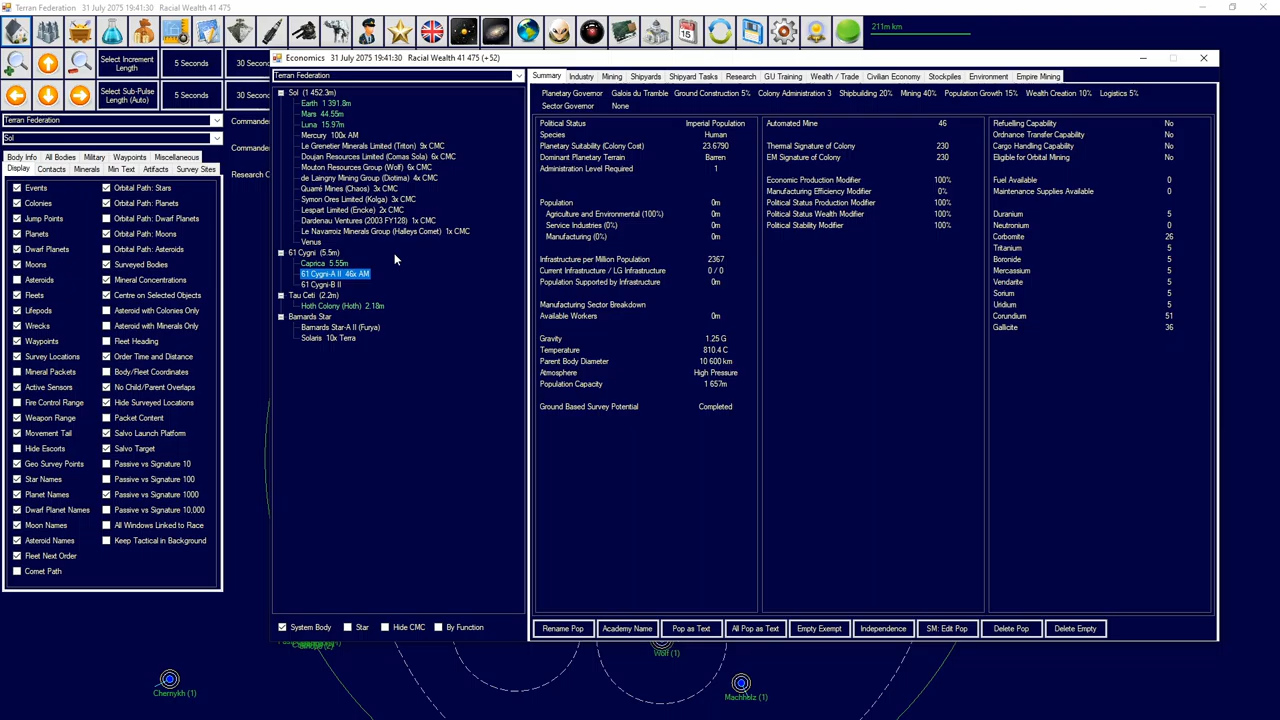 Terran Federation    31 July 2075 19:41:30    Racial Wealth 41 475
211m km
Select Increment Length
5 Seconds
Select Sub-Pulse Length (Auto)
5 Seconds
Terran Federation
Sol
Body Info All Bodies Military Waypoints Miscellaneous
Display Contacts Minerals Min Text Artifacts Survey Sites
Events Orbital Path: Stars
Colonies Orbital Path: Planets
Jump Points Orbital Path: Dwarf Planets
Planets Orbital Path: Moons
Dwarf Planets Orbital Path: Asteroids
Moons Surveyed Bodies
Asteroids Mineral Concentrations
Fleets Centre on Selected Objects
Lifepods Asteroid with Colonies Only
Wrecks Asteroid with Minerals Only
Waypoints Fleet Heading
Survey Locations Order Time and Distance
Mineral Packets Body/Fleet Coordinates
Active Sensors No Child/Parent Overlaps
Fire Control Range Hide Surveyed Locations
Weapon Range Packet Content
Movement Tail Salvo Launch Platform
Hide Escorts Salvo Target
Geo Survey Points Passive vs Signature 10
Star Names Passive vs Signature 100
Planet Names Passive vs Signature 1000
Dwarf Planet Names Passive vs Signature 10,000
Moon Names All Windows Linked to Race
Asteroid Names Keep Tactical in Background
Fleet Next Order
Comet Path
Economics    31 July 2075 19:41:30    Racial Wealth 41 475 (+52)
Terran Federation
Sol (1 452.3m)
Earth 1 391.8m
Mars 44.55m
Luna 15.97m
Mercury 100x AM
Le Grenetier Minerals Limited (Triton) 9x CMC
Doujan Resources Limited (Comas Sola) 6x CMC
Mouton Resources Group (Wolf) 6x CMC
de Laigny Mining Group (Diotima) 4x CMC
Quarré Mines (Chaos) 3x CMC
Symon Ores Limited (Kolga) 3x CMC
Lespart Limited (Encke) 2x CMC
Dardenau Ventures (2003 FY128) 1x CMC
Le Navarroiz Minerals Group (Halleys Comet) 1x CMC
Venus
61 Cygni (5.5m)
Caprica 5.55m
61 Cygni-A II 46x AM
61 Cygni-B II
Tau Ceti (2.2m)
Hoth Colony (Hoth) 2.18m
Barnards Star
Barnards Star-A II (Furya)
Solaris 10x Terra
System Body Star Hide CMC By Function
Summary Industry Mining Shipyards Shipyard Tasks Research GU Training Wealth / Trade Civilian Economy Stockpiles Environment Empire Mining
Planetary Governor Galois du Tramble Ground Construction 5% Colony Administration 3 Shipbuilding 20% Mining 40% Population Growth 15% Wealth Creation 10% Logistics 5%
Sector Governor None
Political Status Imperial Population
Species Human
Planetary Suitability (Colony Cost) 23.6790
Dominant Planetary Terrain Barren
Administration Level Required 1
Population 0m
Agriculture and Environmental (100%) 0m
Service Industries (0%) 0m
Manufacturing (0%) 0m
Infrastructure per Million Population 2367
Current Infrastructure / LG Infrastructure 0 / 0
Population Supported by Infrastructure 0m
Manufacturing Sector Breakdown
Available Workers 0m
Gravity 1.25 G
Temperature 810.4 C
Parent Body Diameter 10 600 km
Atmosphere High Pressure
Population Capacity 1 657m
Ground Based Survey Potential Completed
Automated Mine 46
Thermal Signature of Colony 230
EM Signature of Colony 230
Economic Production Modifier 100%
Manufacturing Efficiency Modifier 0%
Political Status Production Modifier 100%
Political Status Wealth Modifier 100%
Political Stability Modifier 100%
Refuelling Capability No
Ordnance Transfer Capability No
Cargo Handling Capability No
Eligible for Orbital Mining No
Fuel Available 0
Maintenance Supplies Available 0
Duranium 5
Neutronium 0
Corbomite 26
Tritanium 5
Boronide 5
Mercassium 5
Vendarite 5
Sorium 5
Uridium 5
Corundium 51
Gallicite 36
Rename Pop Academy Name Pop as Text All Pop as Text Empty Exempt Independence SM: Edit Pop Delete Pop Delete Empty
Wolf (1)
Chernykh (1)
Machholz (1)